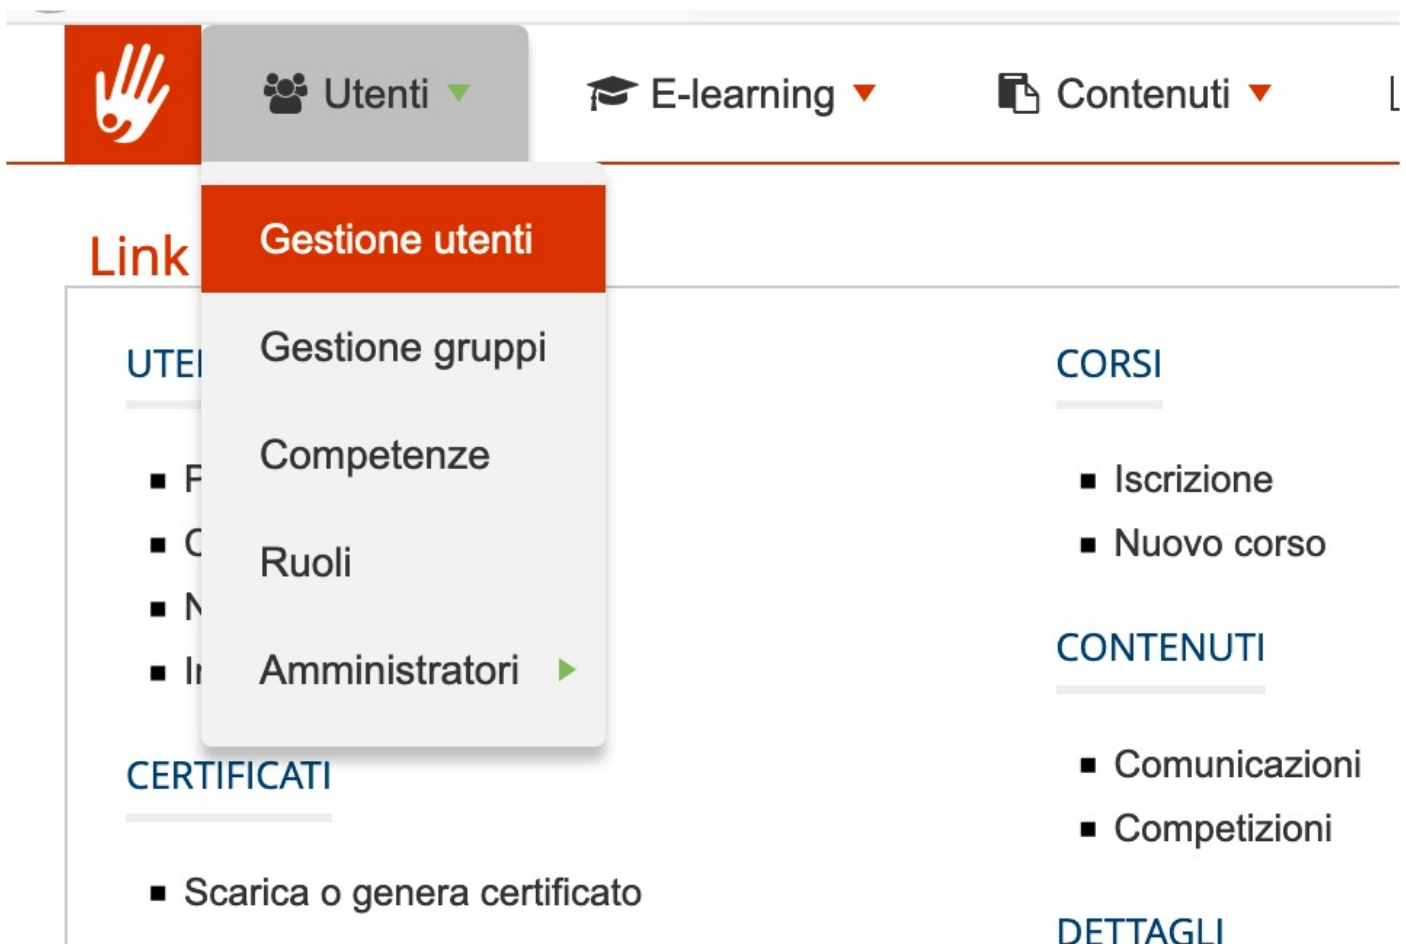 Utenti
E-learning
Contenuti
Gestione utenti
Gestione gruppi
Competenze
Ruoli
Amministratori
Link
CERTIFICATI
Scarica o genera certificato
CORSI
Iscrizione
Nuovo corso
CONTENUTI
Comunicazioni
Competizioni
DETTAGLI